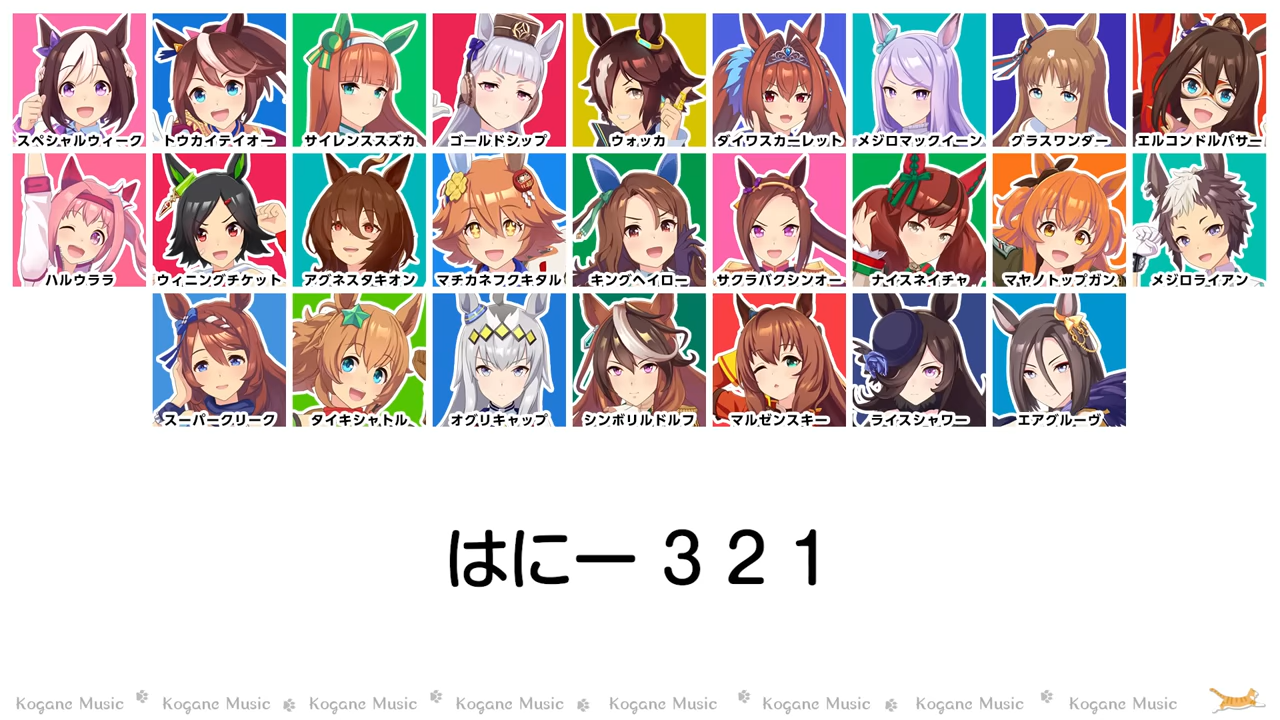 スペシャルウィーク
トウカイテイオー
サイレンススズカ
ゴールドシップ
ウォッカ
ダイワスカーレット
メジロマックイーン
グラスワンダー
エルコンドルパサー
ハルウララ
ウイニングチケット
アグネスタキオン
マチカネフクキタル
キングヘイロー
サクラバクシンオー
ナイスネイチャ
マヤノトップガン
メジロライアン
スーパークリーク
タイキシャトル
オグリキャップ
シンボリルドルフ
マルゼンスキー
ライスシャワー
エアグルーヴ
はにー３２１
Kogane Music Kogane Music Kogane Music Kogane Music Kogane Music Kogane Music Kogane Music Kogane Music